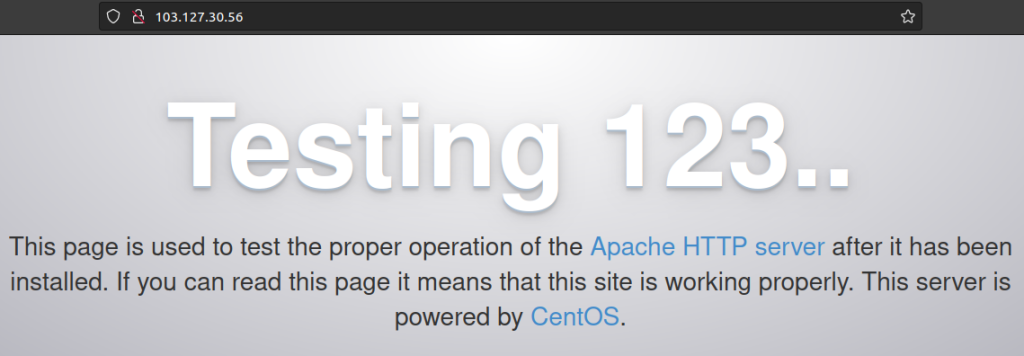 103.127.30.56
Testing 123..
This page is used to test the proper operation of the Apache HTTP server after it has been
installed. If you can read this page it means that this site is working properly. This server is
powered by CentOS.